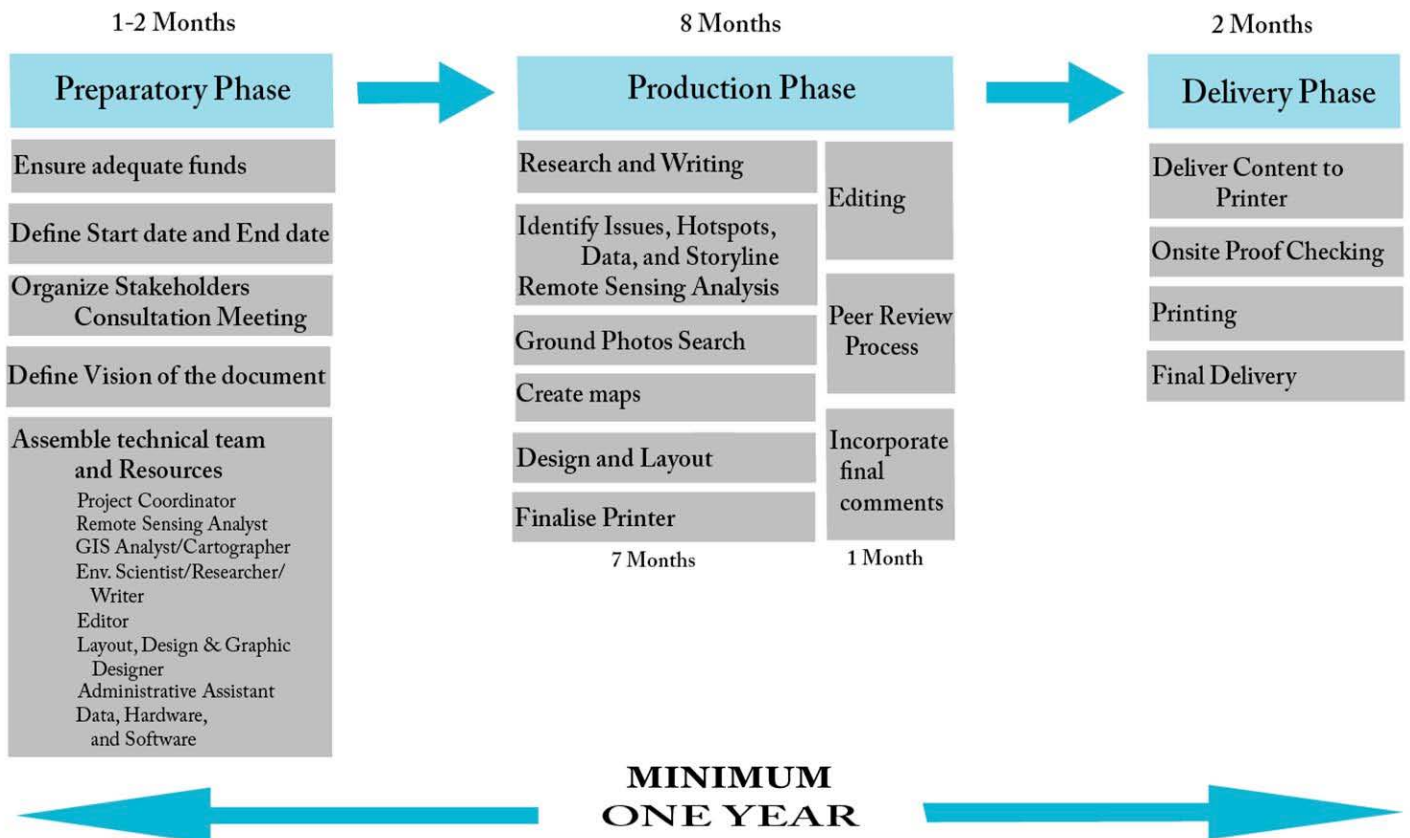 1-2 Months
Preparatory Phase
Ensure adequate funds
Define Start date and End date
Organize Stakeholders
Consultation Meeting
Define Vision of the document
Assemble technical team
and Resources
Project Coordinator
Remote Sensing Analyst
GIS Analyst/Cartographer
Env. Scientist/Researcher/
Writer
Editor
Layout, Design & Graphic
Designer
Administrative Assistant
Data, Hardware,
and Software
8 Months
Production Phase
Research and Writing
Identify Issues, Hotspots,
Data, and Storyline
Remote Sensing Analysis
Ground Photos Search
Create maps
Design and Layout
Finalise Printer
7 Months
Editing
Peer Review
Process
Incorporate
final
comments
1 Month
2 Months
Delivery Phase
Deliver Content to
Printer
Onsite Proof Checking
Printing
Final Delivery
MINIMUM
ONE YEAR